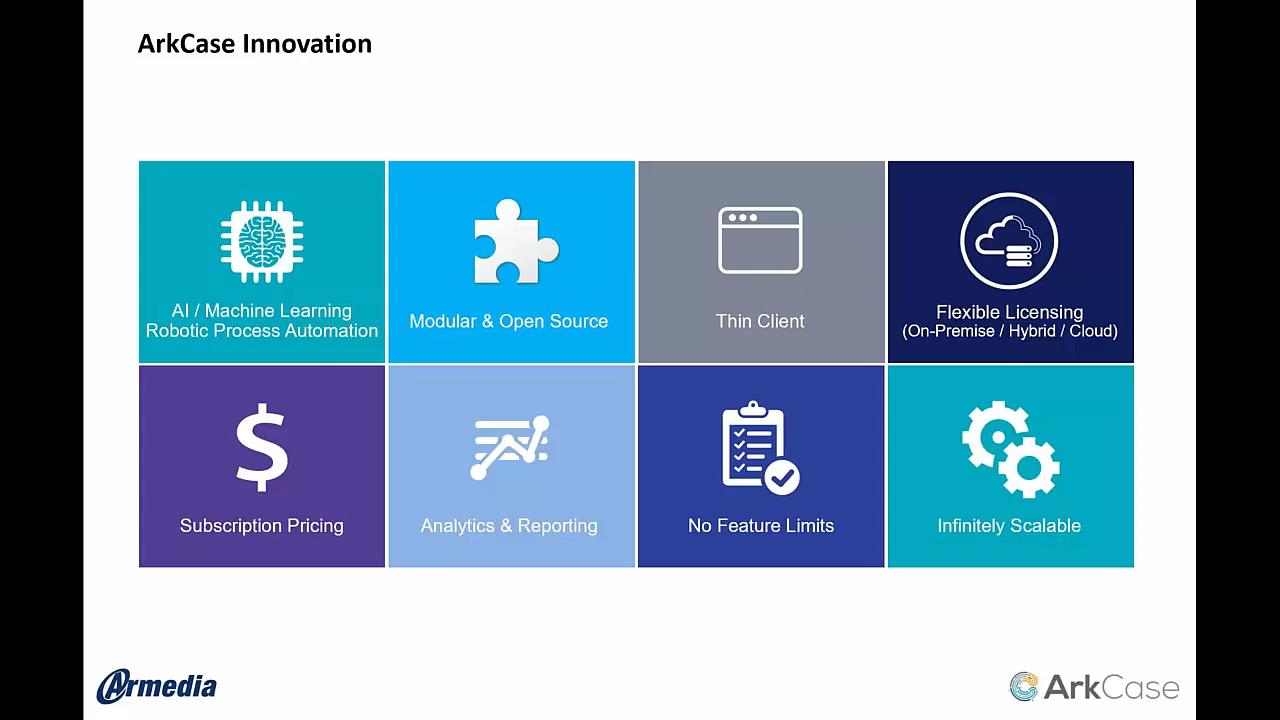 ArkCase Innovation
AI / Machine Learning
Robotic Process Automation
Modular & Open Source
Thin Client
Flexible Licensing
(On-Premise / Hybrid / Cloud)
$
Subscription Pricing
Analytics & Reporting
No Feature Limits
Infinitely Scalable
Armedia
ArkCase